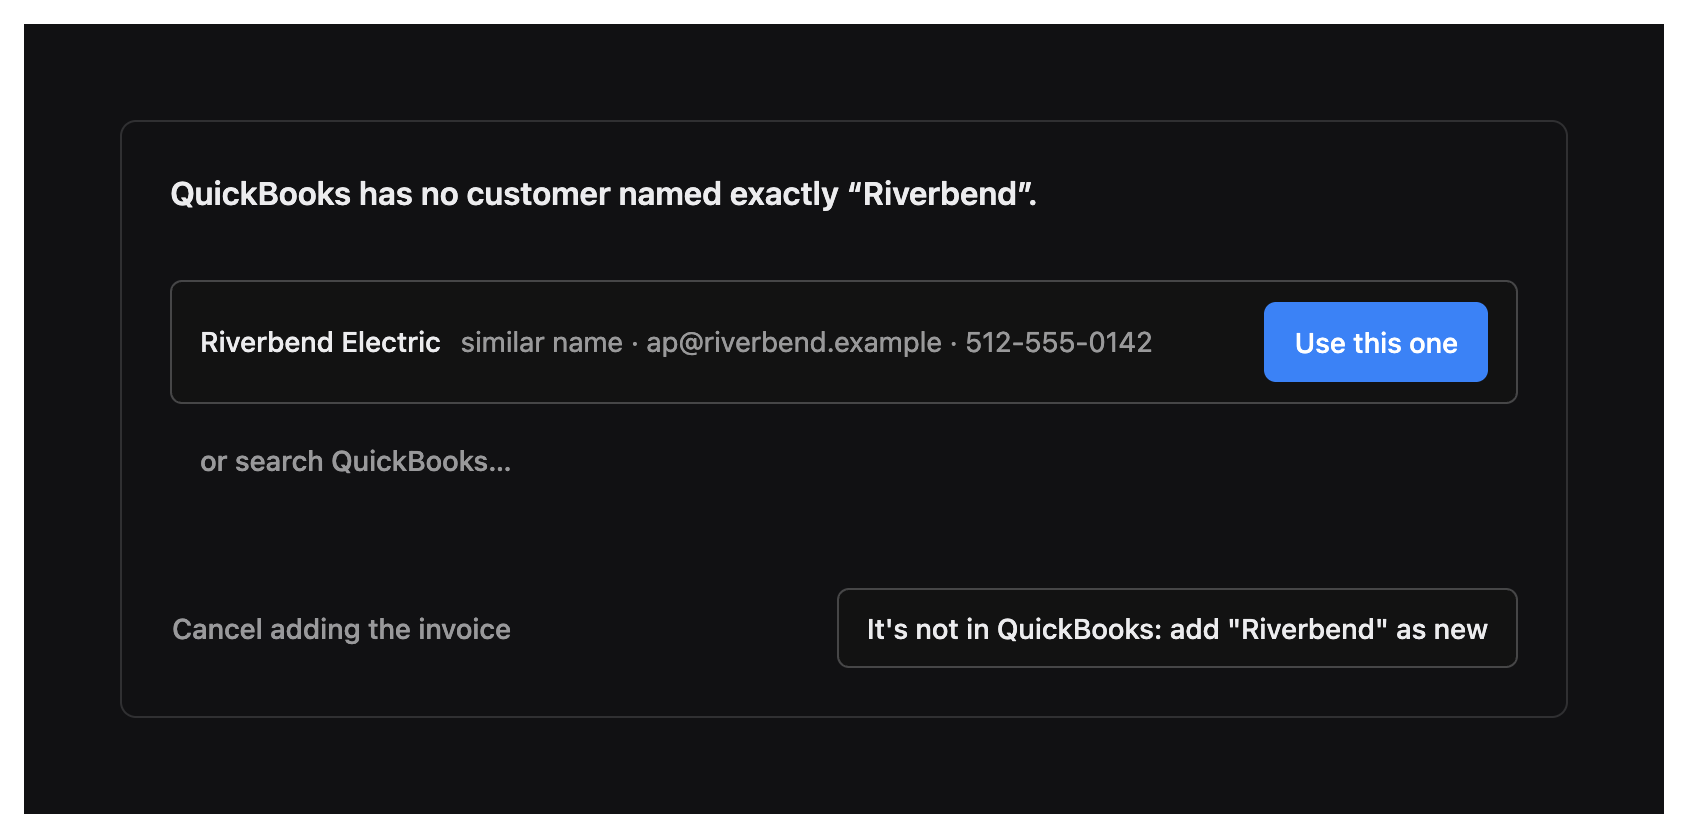 QuickBooks has no customer named exactly “Riverbend”.
Riverbend Electric similar name · ap@riverbend.example · 512-555-0142 Use this one
or search QuickBooks...
Cancel adding the invoice It's not in QuickBooks: add "Riverbend" as new